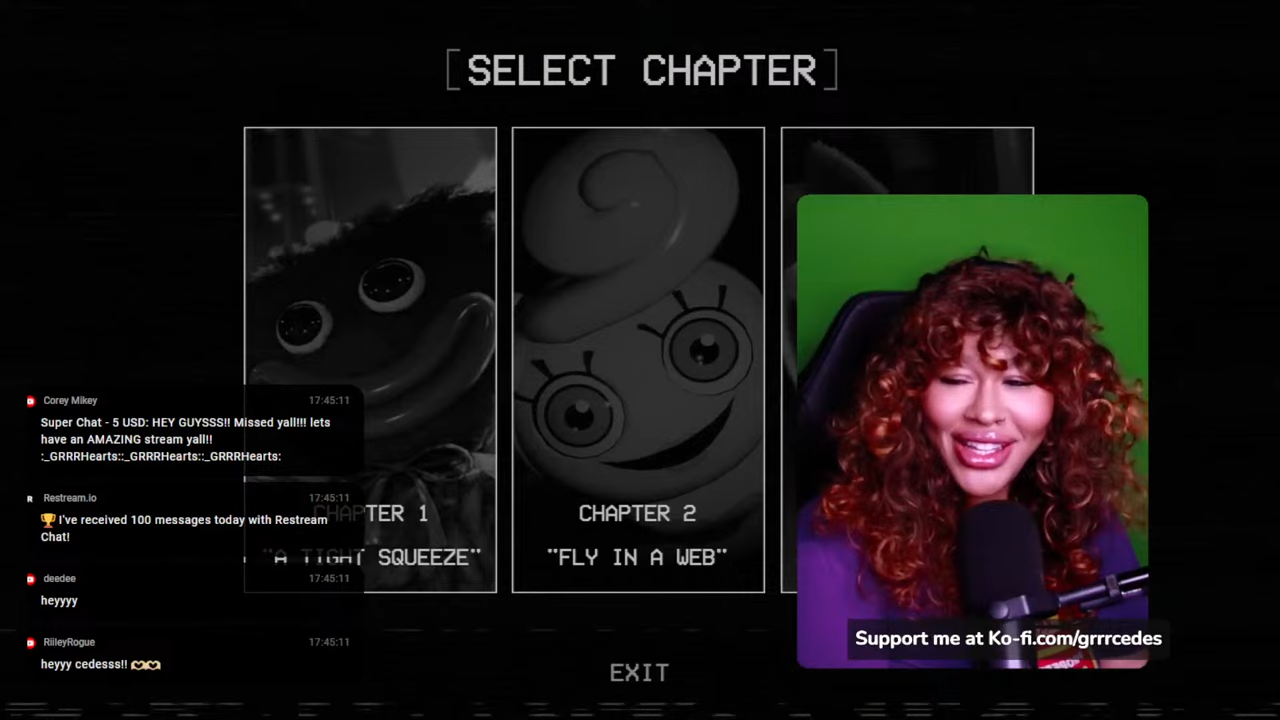 [SELECT CHAPTER]
Corey Mikey 17:45:11
Super Chat - 5 USD: HEY GUYSSS!! Missed yall!!! lets
have an AMAZING stream yall!!
:_GRRRHearts::_GRRRHearts::_GRRRHearts:
Restream.io 17:45:11
I've received 100 messages today with Restream
Chat!
deedee 17:45:11
heyyyy
RiileyRogue 17:45:11
heyyy cedesss!!
CHAPTER 1
"A TIGHT SQUEEZE"
CHAPTER 2
"FLY IN A WEB"
Support me at Ko-fi.com/grrrcedes
EXIT